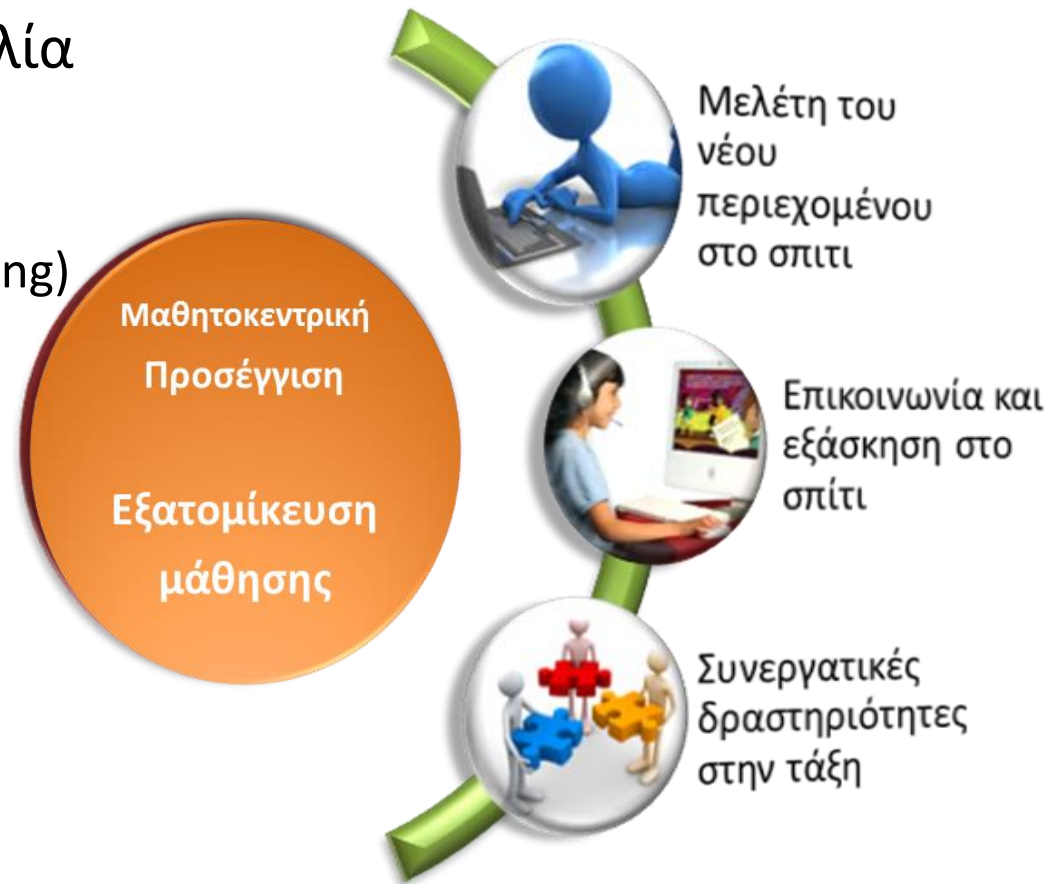 λία
ng)
Μαθητοκεντρική
Προσέγγιση
Εξατομίκευση
μάθησης
Μελέτη του
νέου
περιεχομένου
στο σπιτι
Επικοινωνία και
εξάσκηση στο
σπίτι
Συνεργατικές
δραστηριότητες
στην τάξη